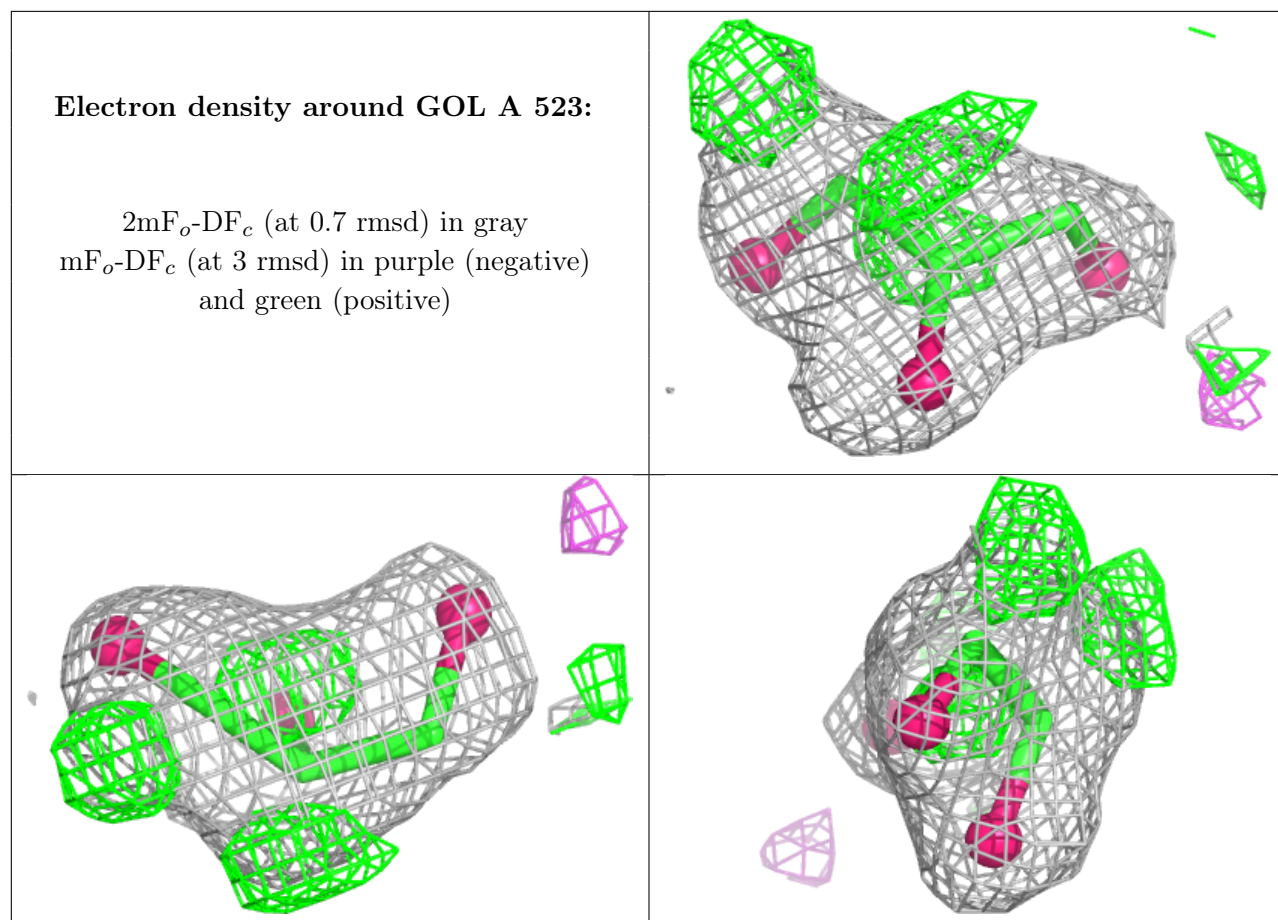 Electron density around GOL A 523:
2mFo-DFc (at 0.7 rmsd) in gray
mFo-DFc (at 3 rmsd) in purple (negative)
and green (positive)